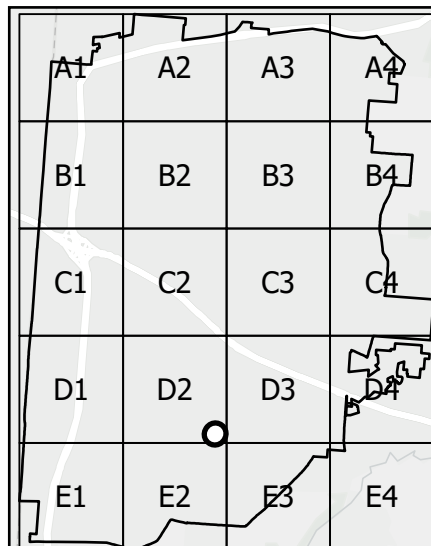 A1 A2 A3 A4
B1 B2 B3 B4
C1 C2 C3 C4
D1 D2 D3 D4
E1 E2 E3 E4